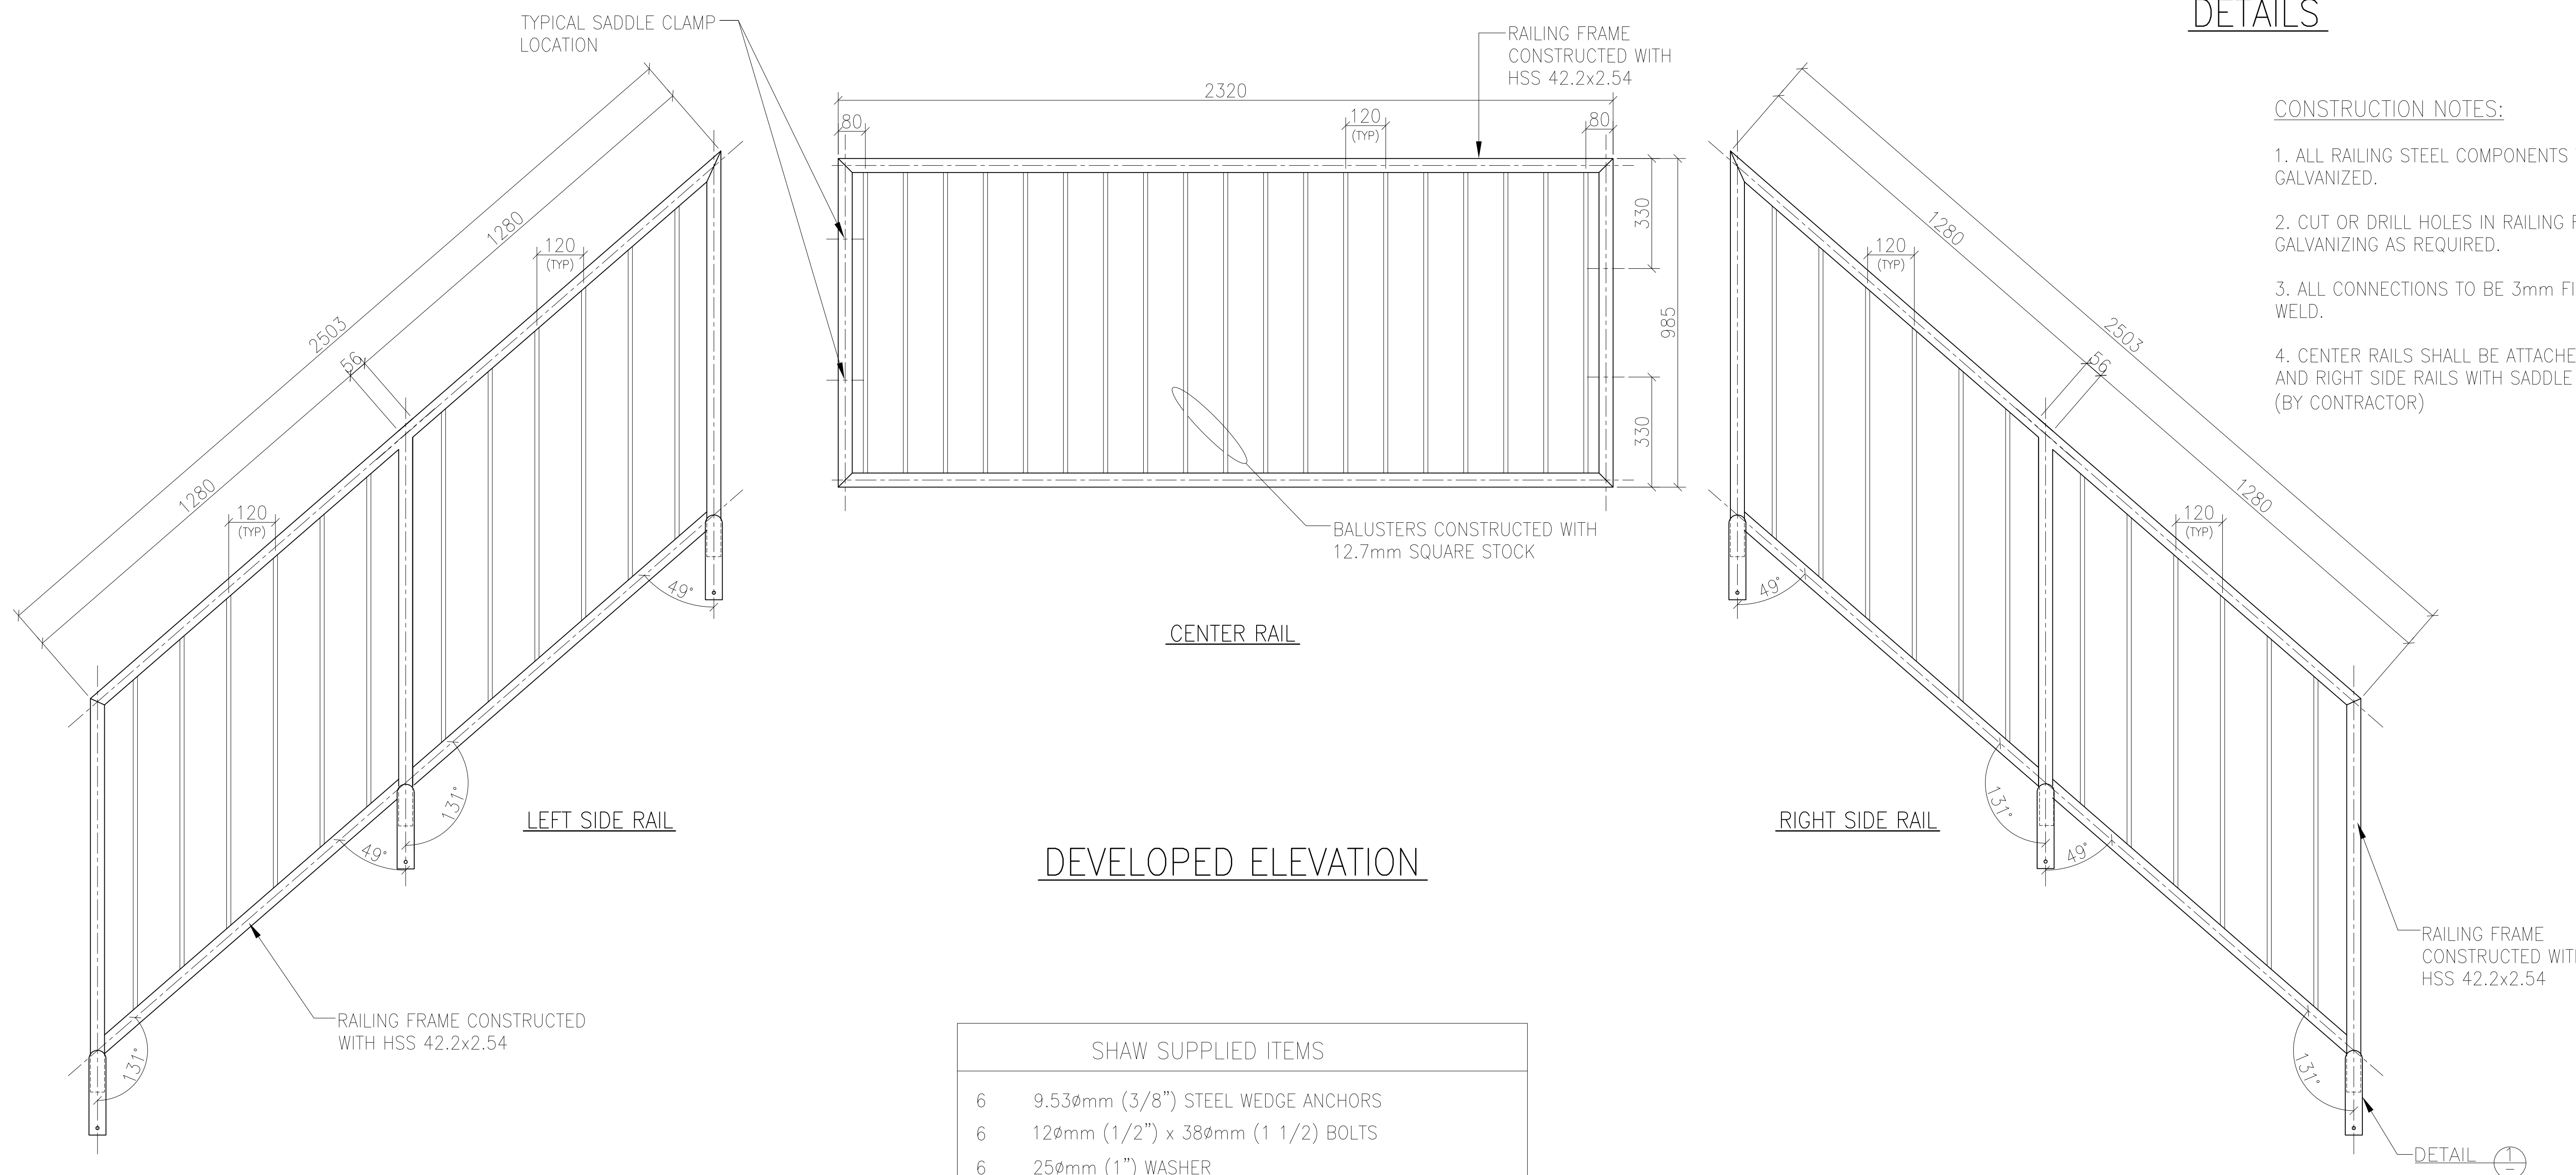 DETAILS
TYPICAL SADDLE CLAMP
LOCATION
RAILING FRAME
CONSTRUCTED WITH
HSS 42.2x2.54
2320
80
120
(TYP)
80
330
985
330
BALUSTERS CONSTRUCTED WITH
12.7mm SQUARE STOCK
CENTER RAIL
2503
1280
56
1280
120
(TYP)
120
(TYP)
49°
131°
49°
131°
LEFT SIDE RAIL
RAILING FRAME CONSTRUCTED
WITH HSS 42.2x2.54
DEVELOPED ELEVATION
1280
2503
56
1280
120
(TYP)
120
(TYP)
49°
131°
49°
131°
RIGHT SIDE RAIL
RAILING FRAME
CONSTRUCTED WITH
HSS 42.2x2.54
DETAIL 1
–
CONSTRUCTION NOTES:
1. ALL RAILING STEEL COMPONENTS
GALVANIZED.
2. CUT OR DRILL HOLES IN RAILING
GALVANIZING AS REQUIRED.
3. ALL CONNECTIONS TO BE 3mm
WELD.
4. CENTER RAILS SHALL BE
AND RIGHT SIDE RAILS WITH SADDLE
(BY CONTRACTOR)
SHAW SUPPLIED ITEMS
6 9.53ømm (3/8") STEEL WEDGE ANCHORS
6 12ømm (1/2") x 38ømm (1 1/2) BOLTS
6 25ømm (1") WASHER